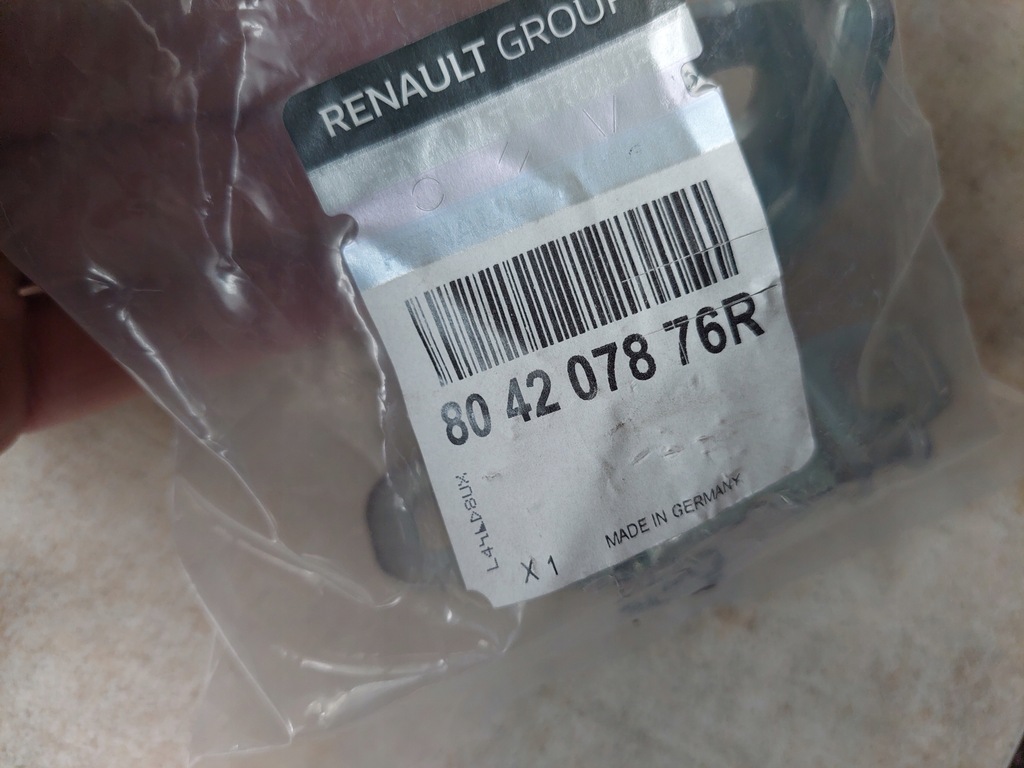 RENAULT GROUP
80 42 078 76R
MADE IN GERMANY
X 1